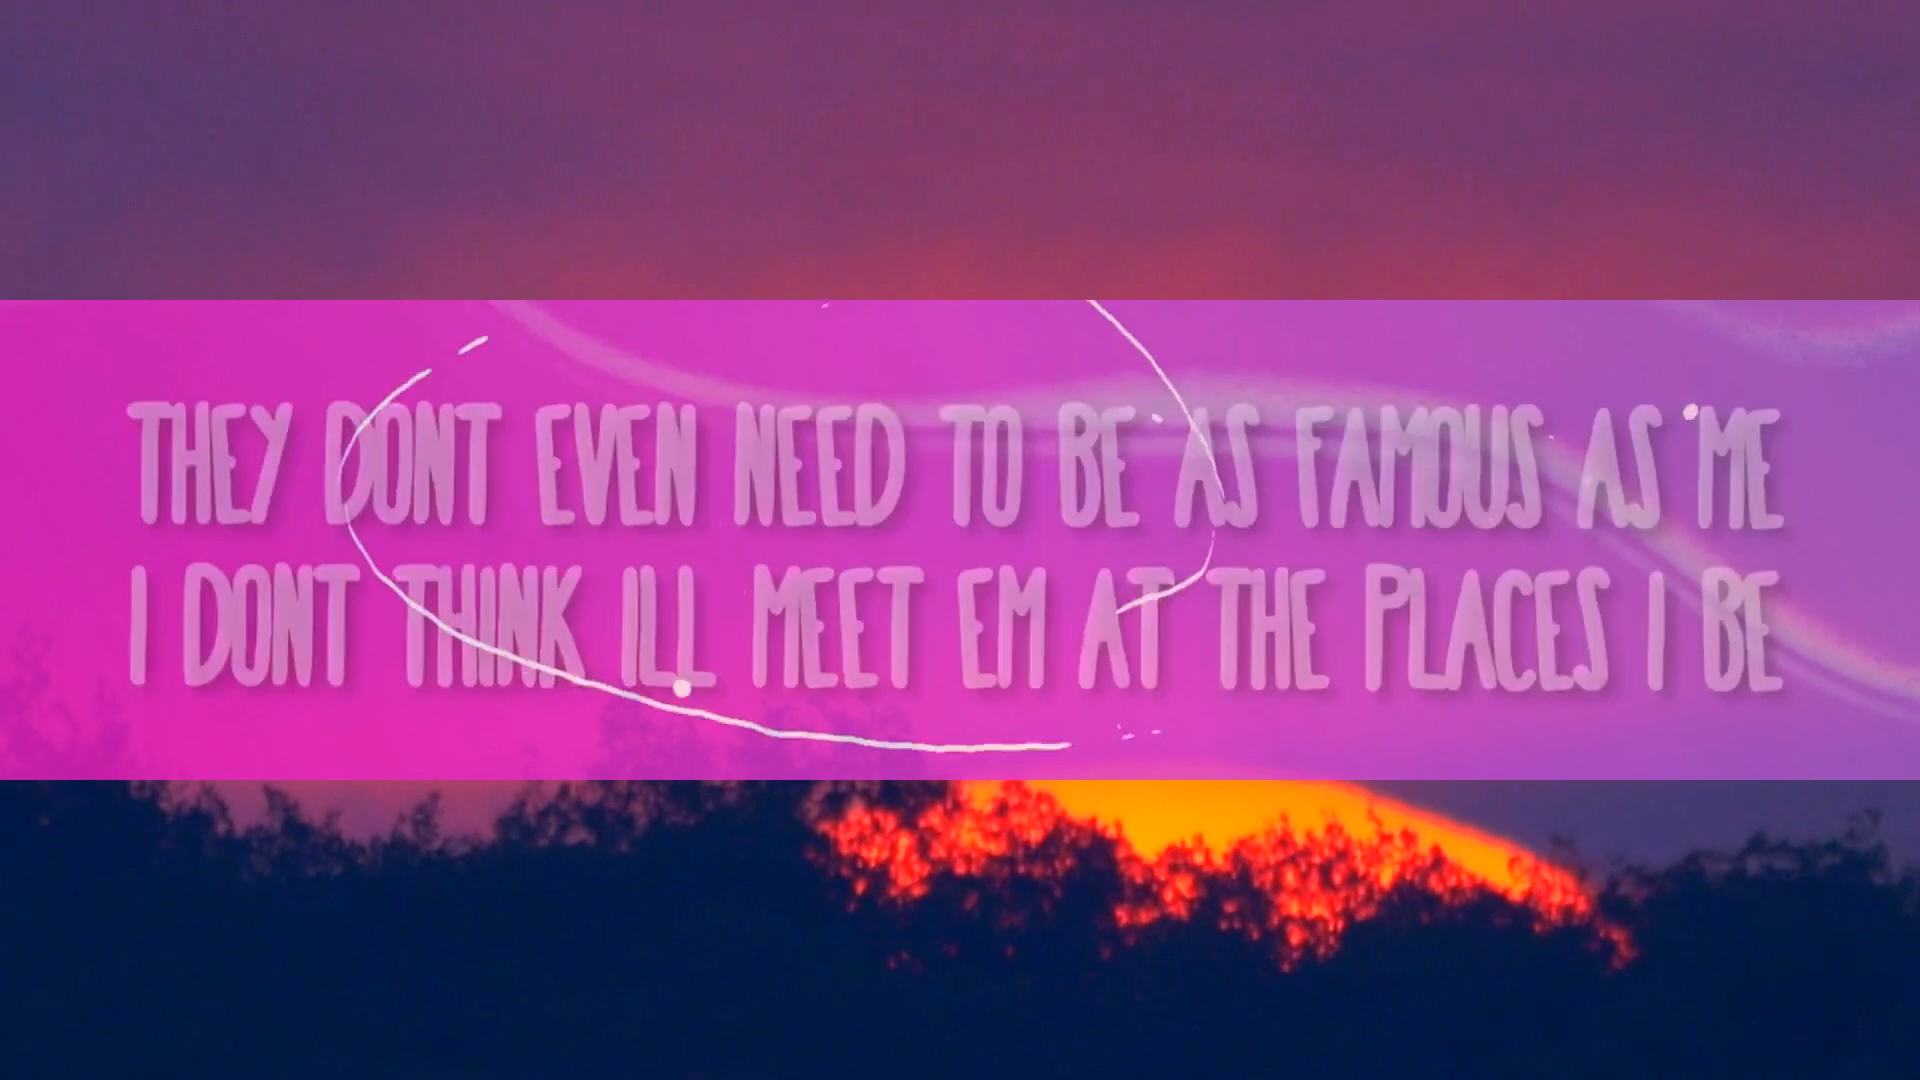 THEY DONT EVEN NEED TO BE AS FAMOUS AS ME
I DONT THINK ILL MEET EM AT THE PLACES I BE